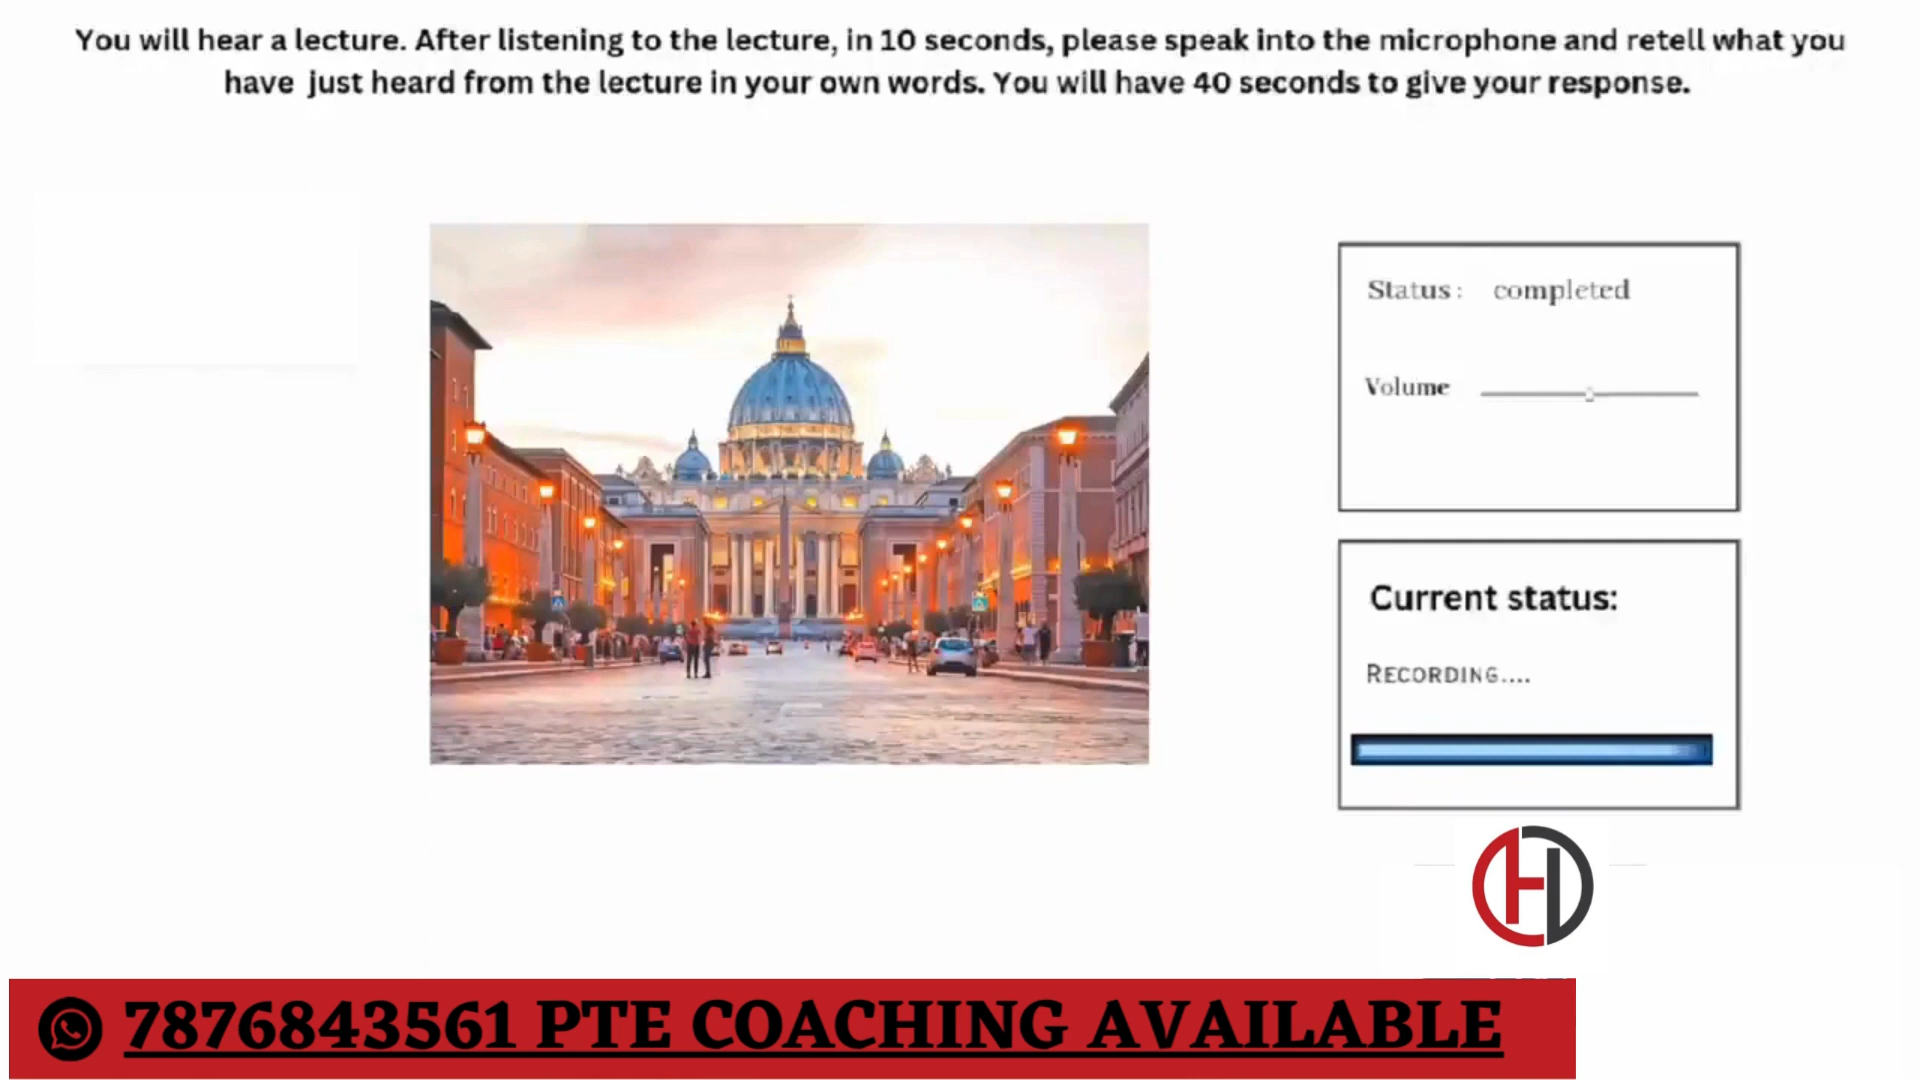 You will hear a lecture. After listening to the lecture, in 10 seconds, please speak into the microphone and retell what you
have just heard from the lecture in your own words. You will have 40 seconds to give your response.
Status: completed
Volume
Current status:
RECORDING....
7876843561 PTE COACHING AVAILABLE